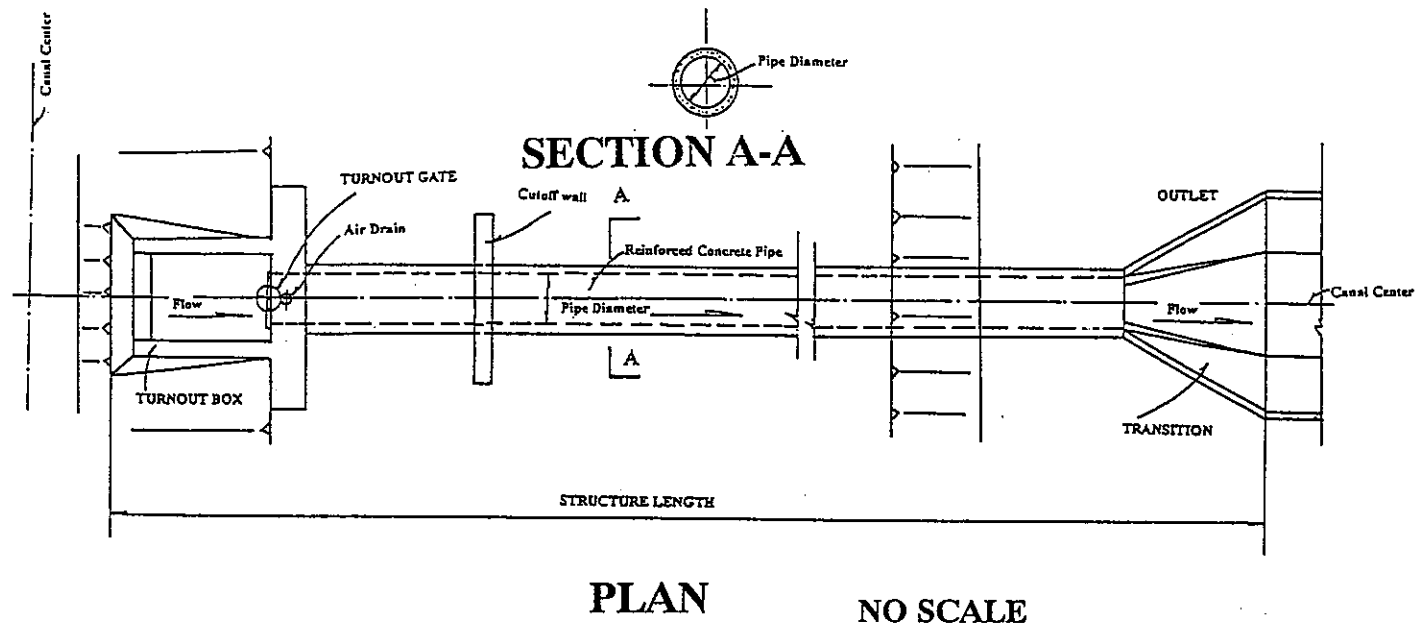 Canal Center
Pipe Diameter
SECTION A-A
TURNOUT GATE
Cutoff wall
A
OUTLET
Air Drain
Reinforced Concrete Pipe
Canal Center
Flow
Pipe Diameter
Flow
A
TURNOUT BOX
TRANSITION
STRUCTURE LENGTH
PLAN
NO SCALE